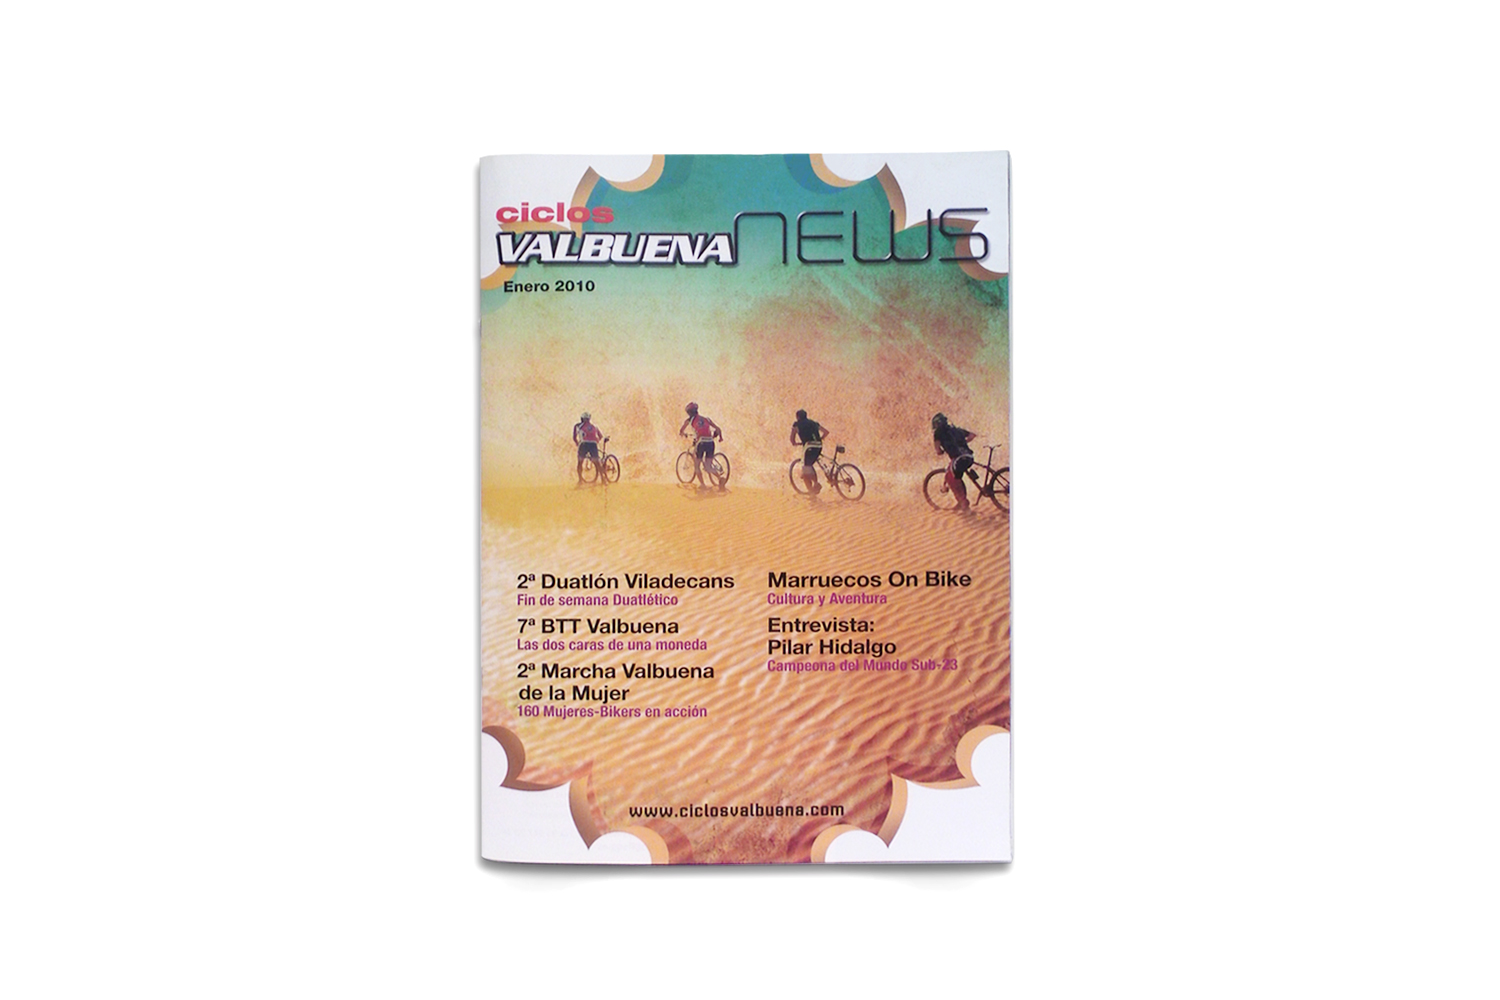 ciclos
VALBUENA NEWS
Enero 2010
2ª Duatlón Viladecans
Fin de semana Duatlético
7ª BTT Valbuena
Las dos caras de una moneda
2ª Marcha Valbuena
de la Mujer
160 Mujeres-Bikers en acción
Marruecos On Bike
Cultura y Aventura
Entrevista:
Pilar Hidalgo
Campeona del Mundo Sub-23
www.ciclosvalbuena.com